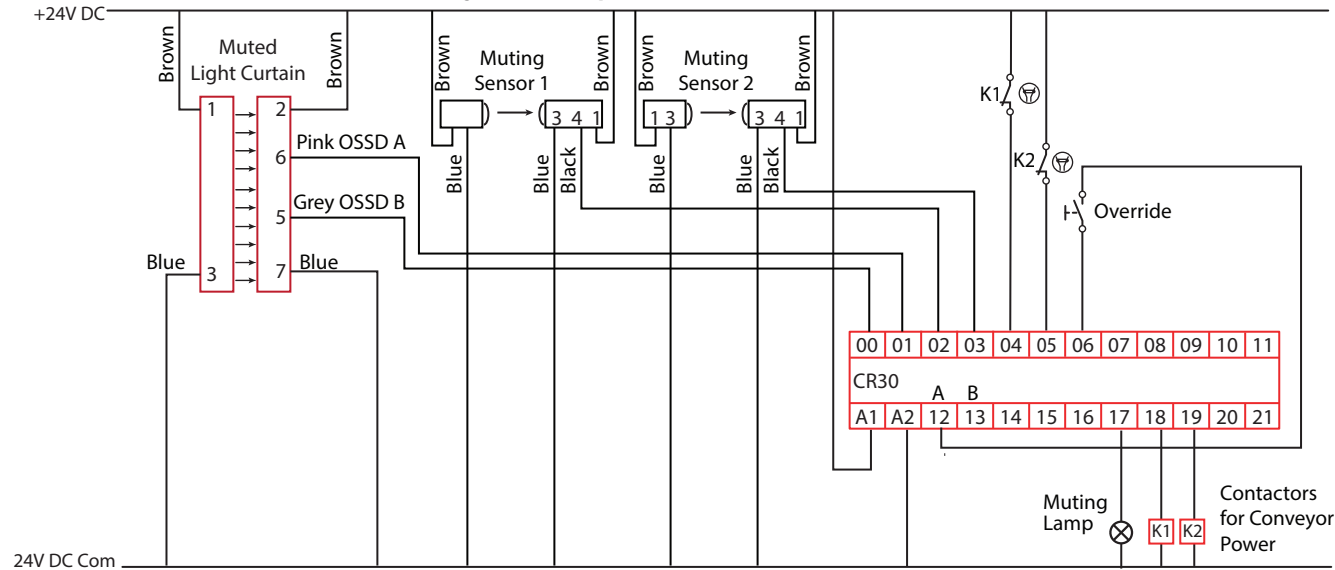 +24V DC
Brown
Muted
Light Curtain
Brown
Brown
Muting
Sensor 1
Brown
Brown
Muting
Sensor 2
Brown
1
2
3 4 1
1 3
3 4 1
K1
Pink OSSD A
6
Blue
Blue
Black
Blue
Blue
Black
K2
Grey OSSD B
5
Override
Blue
3
7
Blue
00 01 02 03 04 05 06 07 08 09 10 11
CR30
A B
A1 A2 12 13 14 15 16 17 18 19 20 21
Muting
Lamp
K1 K2
Contactors
for Conveyor
Power
24V DC Com